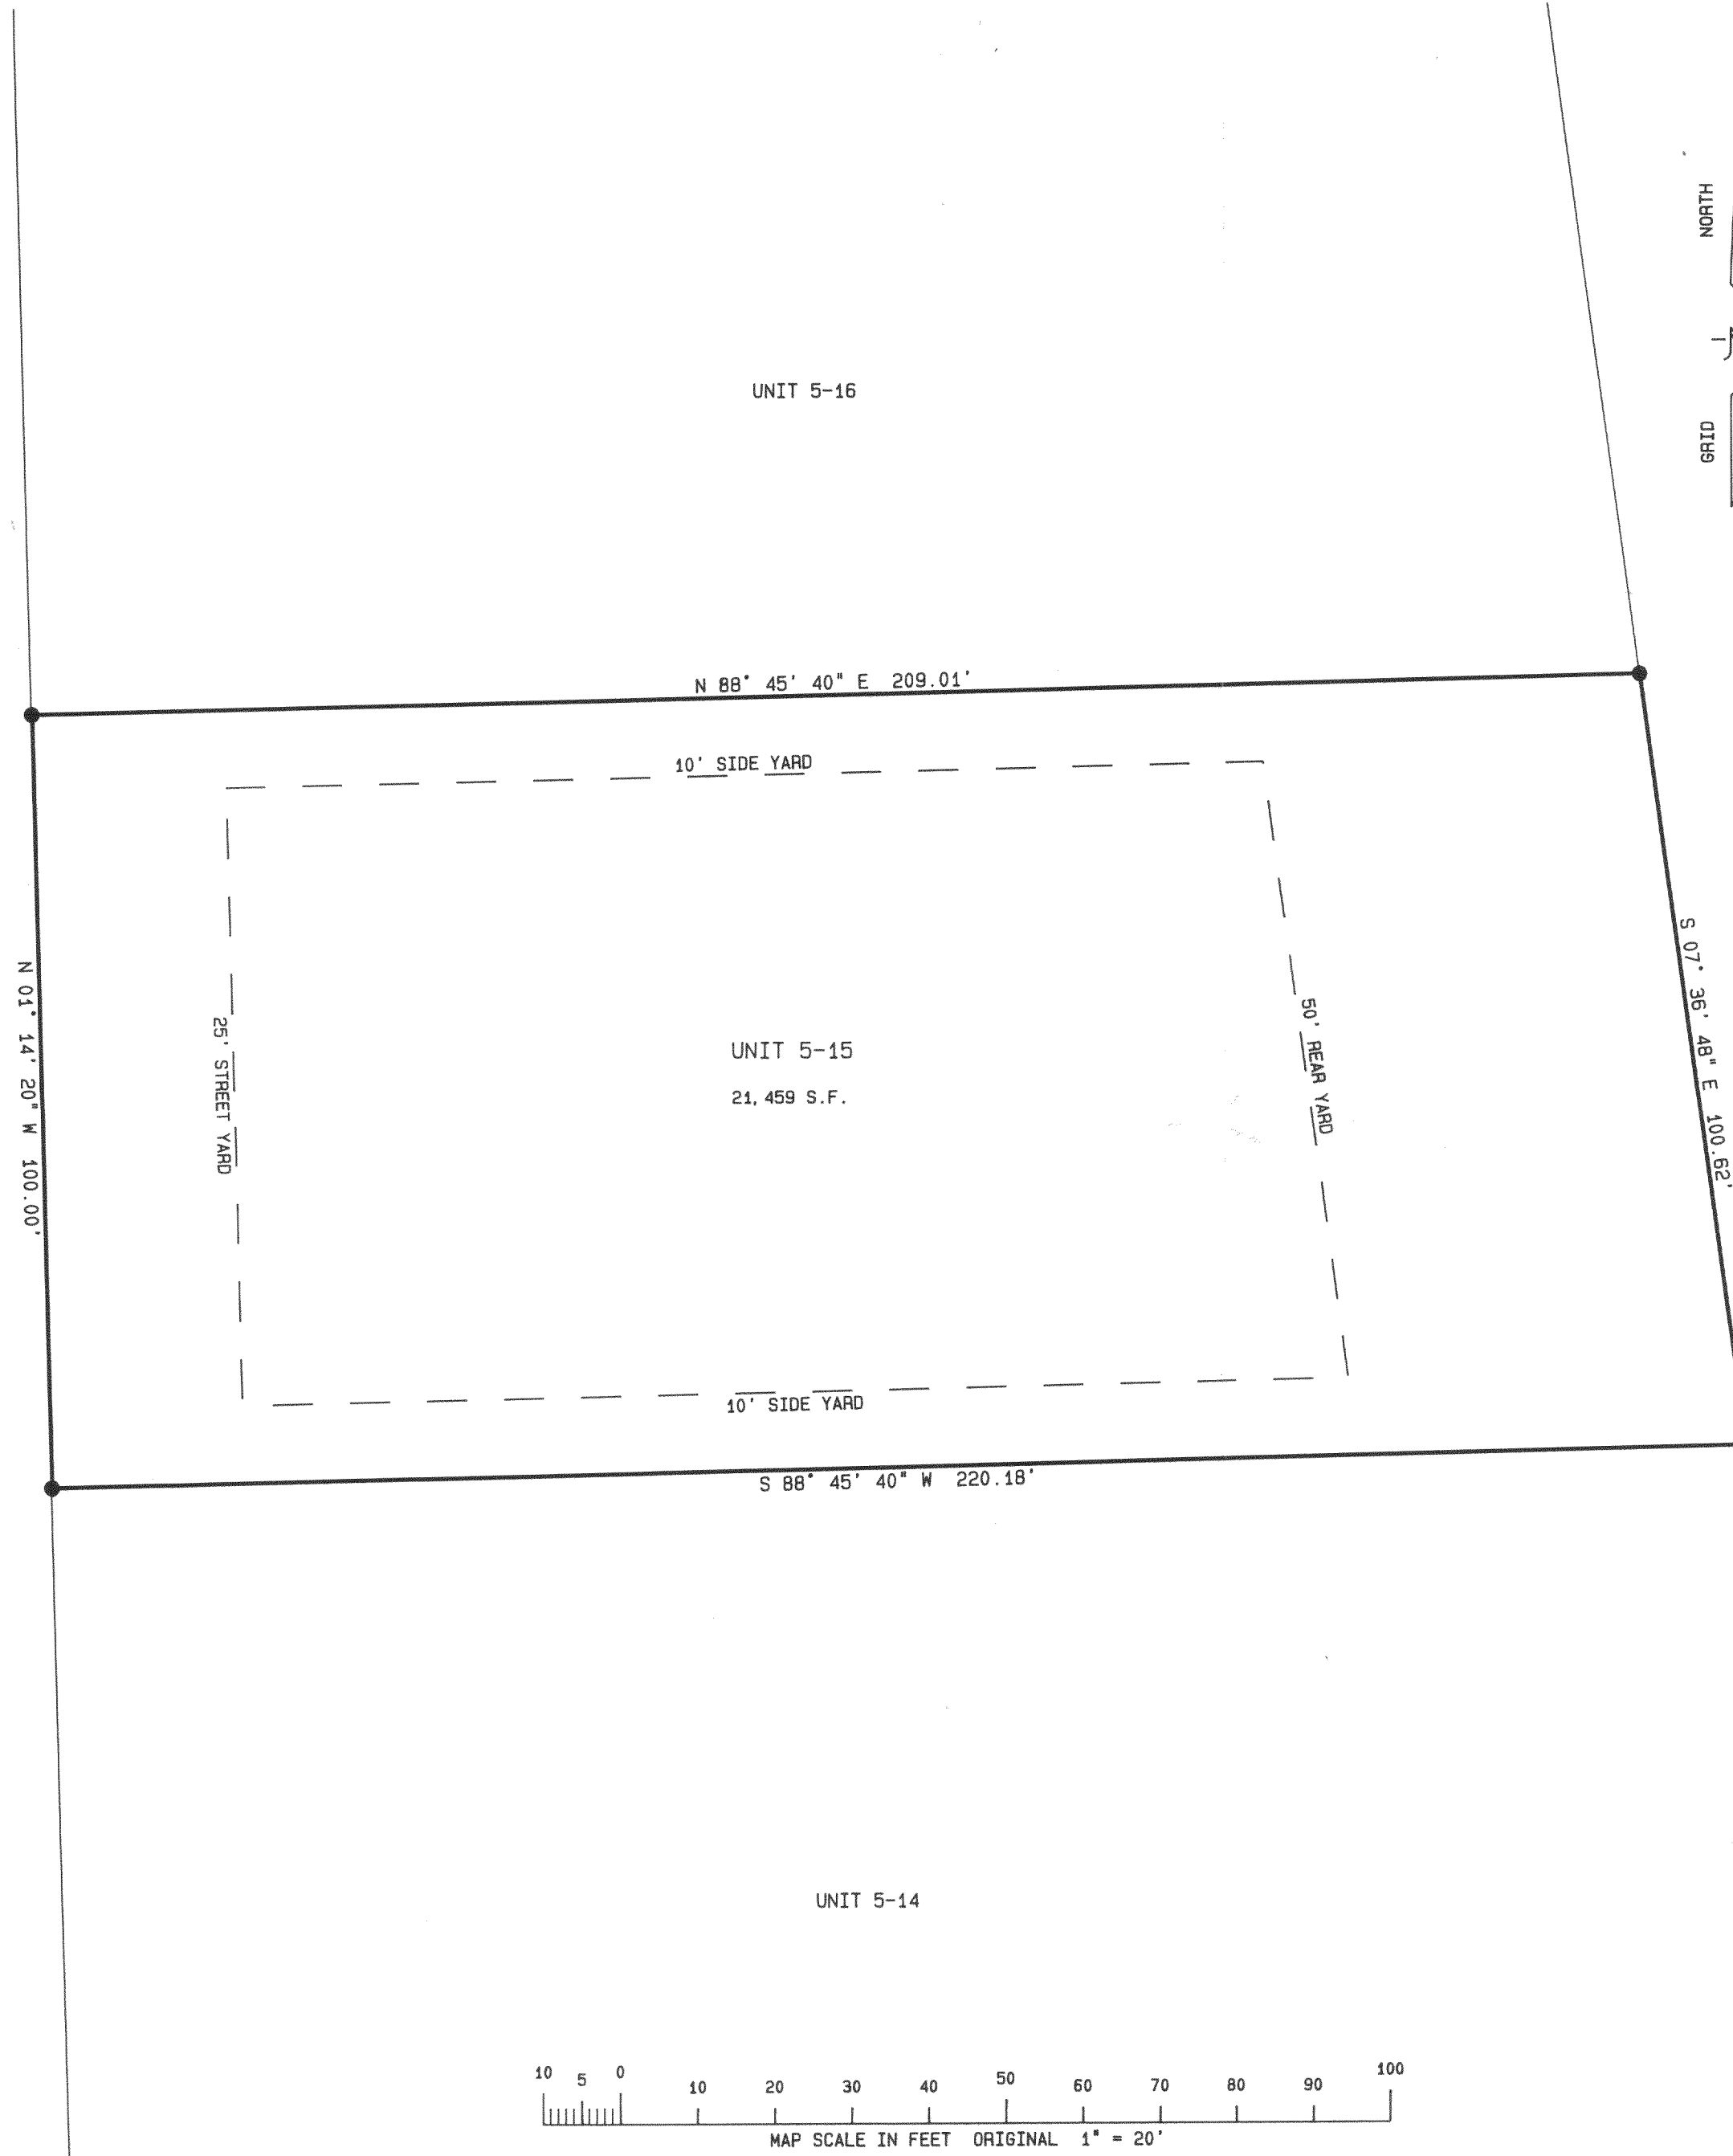 NORTH
GRID
UNIT 5-16
N 88° 45' 40" E 209.01'
10' SIDE YARD
N 01° 14' 20" W 100.00'
25' STREET YARD
UNIT 5-15
21,459 S.F.
50' REAR YARD
S 07° 36' 48" E 100.62'
10' SIDE YARD
S 88° 45' 40" W 220.18'
UNIT 5-14
10 5 0 10 20 30 40 50 60 70 80 90 100
MAP SCALE IN FEET ORIGINAL 1" = 20'